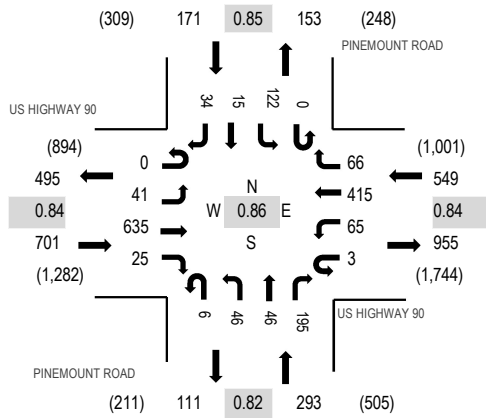 (309) 171 0.85 153 (248)
PINEMOUNT ROAD
US HIGHWAY 90
34 15 122 0
(894) (1,001)
0 66
495 549
N
41 415
0.84 W 0.86 E 0.84
635 65
701 S 955
25 3
(1,282) (1,744)
6 46 46 195
US HIGHWAY 90
PINEMOUNT ROAD
(211) 111 0.82 293 (505)